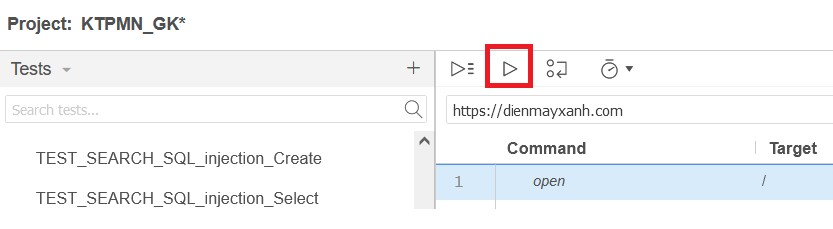 Project: KTPMN_GK*
Tests
Search tests...
https://dienmayxanh.com
Command Target
TEST_SEARCH_SQL_injection_Create
1 open /
TEST_SEARCH_SQL_injection_Select